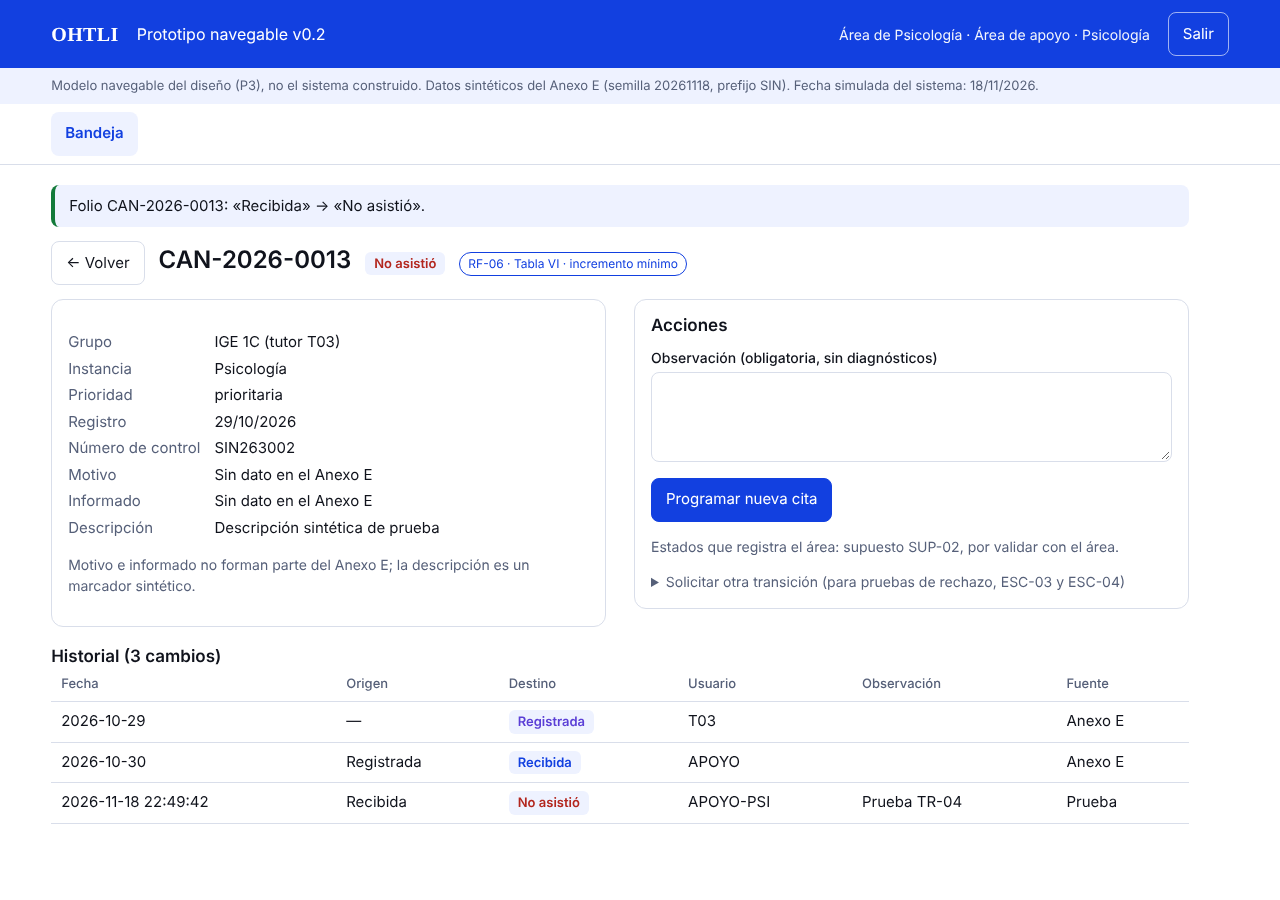 OHTLI Prototipo navegable v0.2 Área de Psicología · Área de apoyo · Psicología Salir
Modelo navegable del diseño (P3), no el sistema construido. Datos sintéticos del Anexo E (semilla 20261118, prefijo SIN). Fecha simulada del sistema: 18/11/2026.
Bandeja
Folio CAN-2026-0013: «Recibida» → «No asistió».
← Volver CAN-2026-0013 No asistió RF-06 · Tabla VI · incremento mínimo
Grupo IGE 1C (tutor T03)
Instancia Psicología
Prioridad prioritaria
Registro 29/10/2026
Número de control SIN263002
Motivo Sin dato en el Anexo E
Informado Sin dato en el Anexo E
Descripción Descripción sintética de prueba
Motivo e informado no forman parte del Anexo E; la descripción es un
marcador sintético.
Acciones
Observación (obligatoria, sin diagnósticos)
Programar nueva cita
Estados que registra el área: supuesto SUP-02, por validar con el área.
▶ Solicitar otra transición (para pruebas de rechazo, ESC-03 y ESC-04)
Historial (3 cambios)
Fecha Origen Destino Usuario Observación Fuente
2026-10-29 — Registrada T03 Anexo E
2026-10-30 Registrada Recibida APOYO Anexo E
2026-11-18 22:49:42 Recibida No asistió APOYO-PSI Prueba TR-04 Prueba